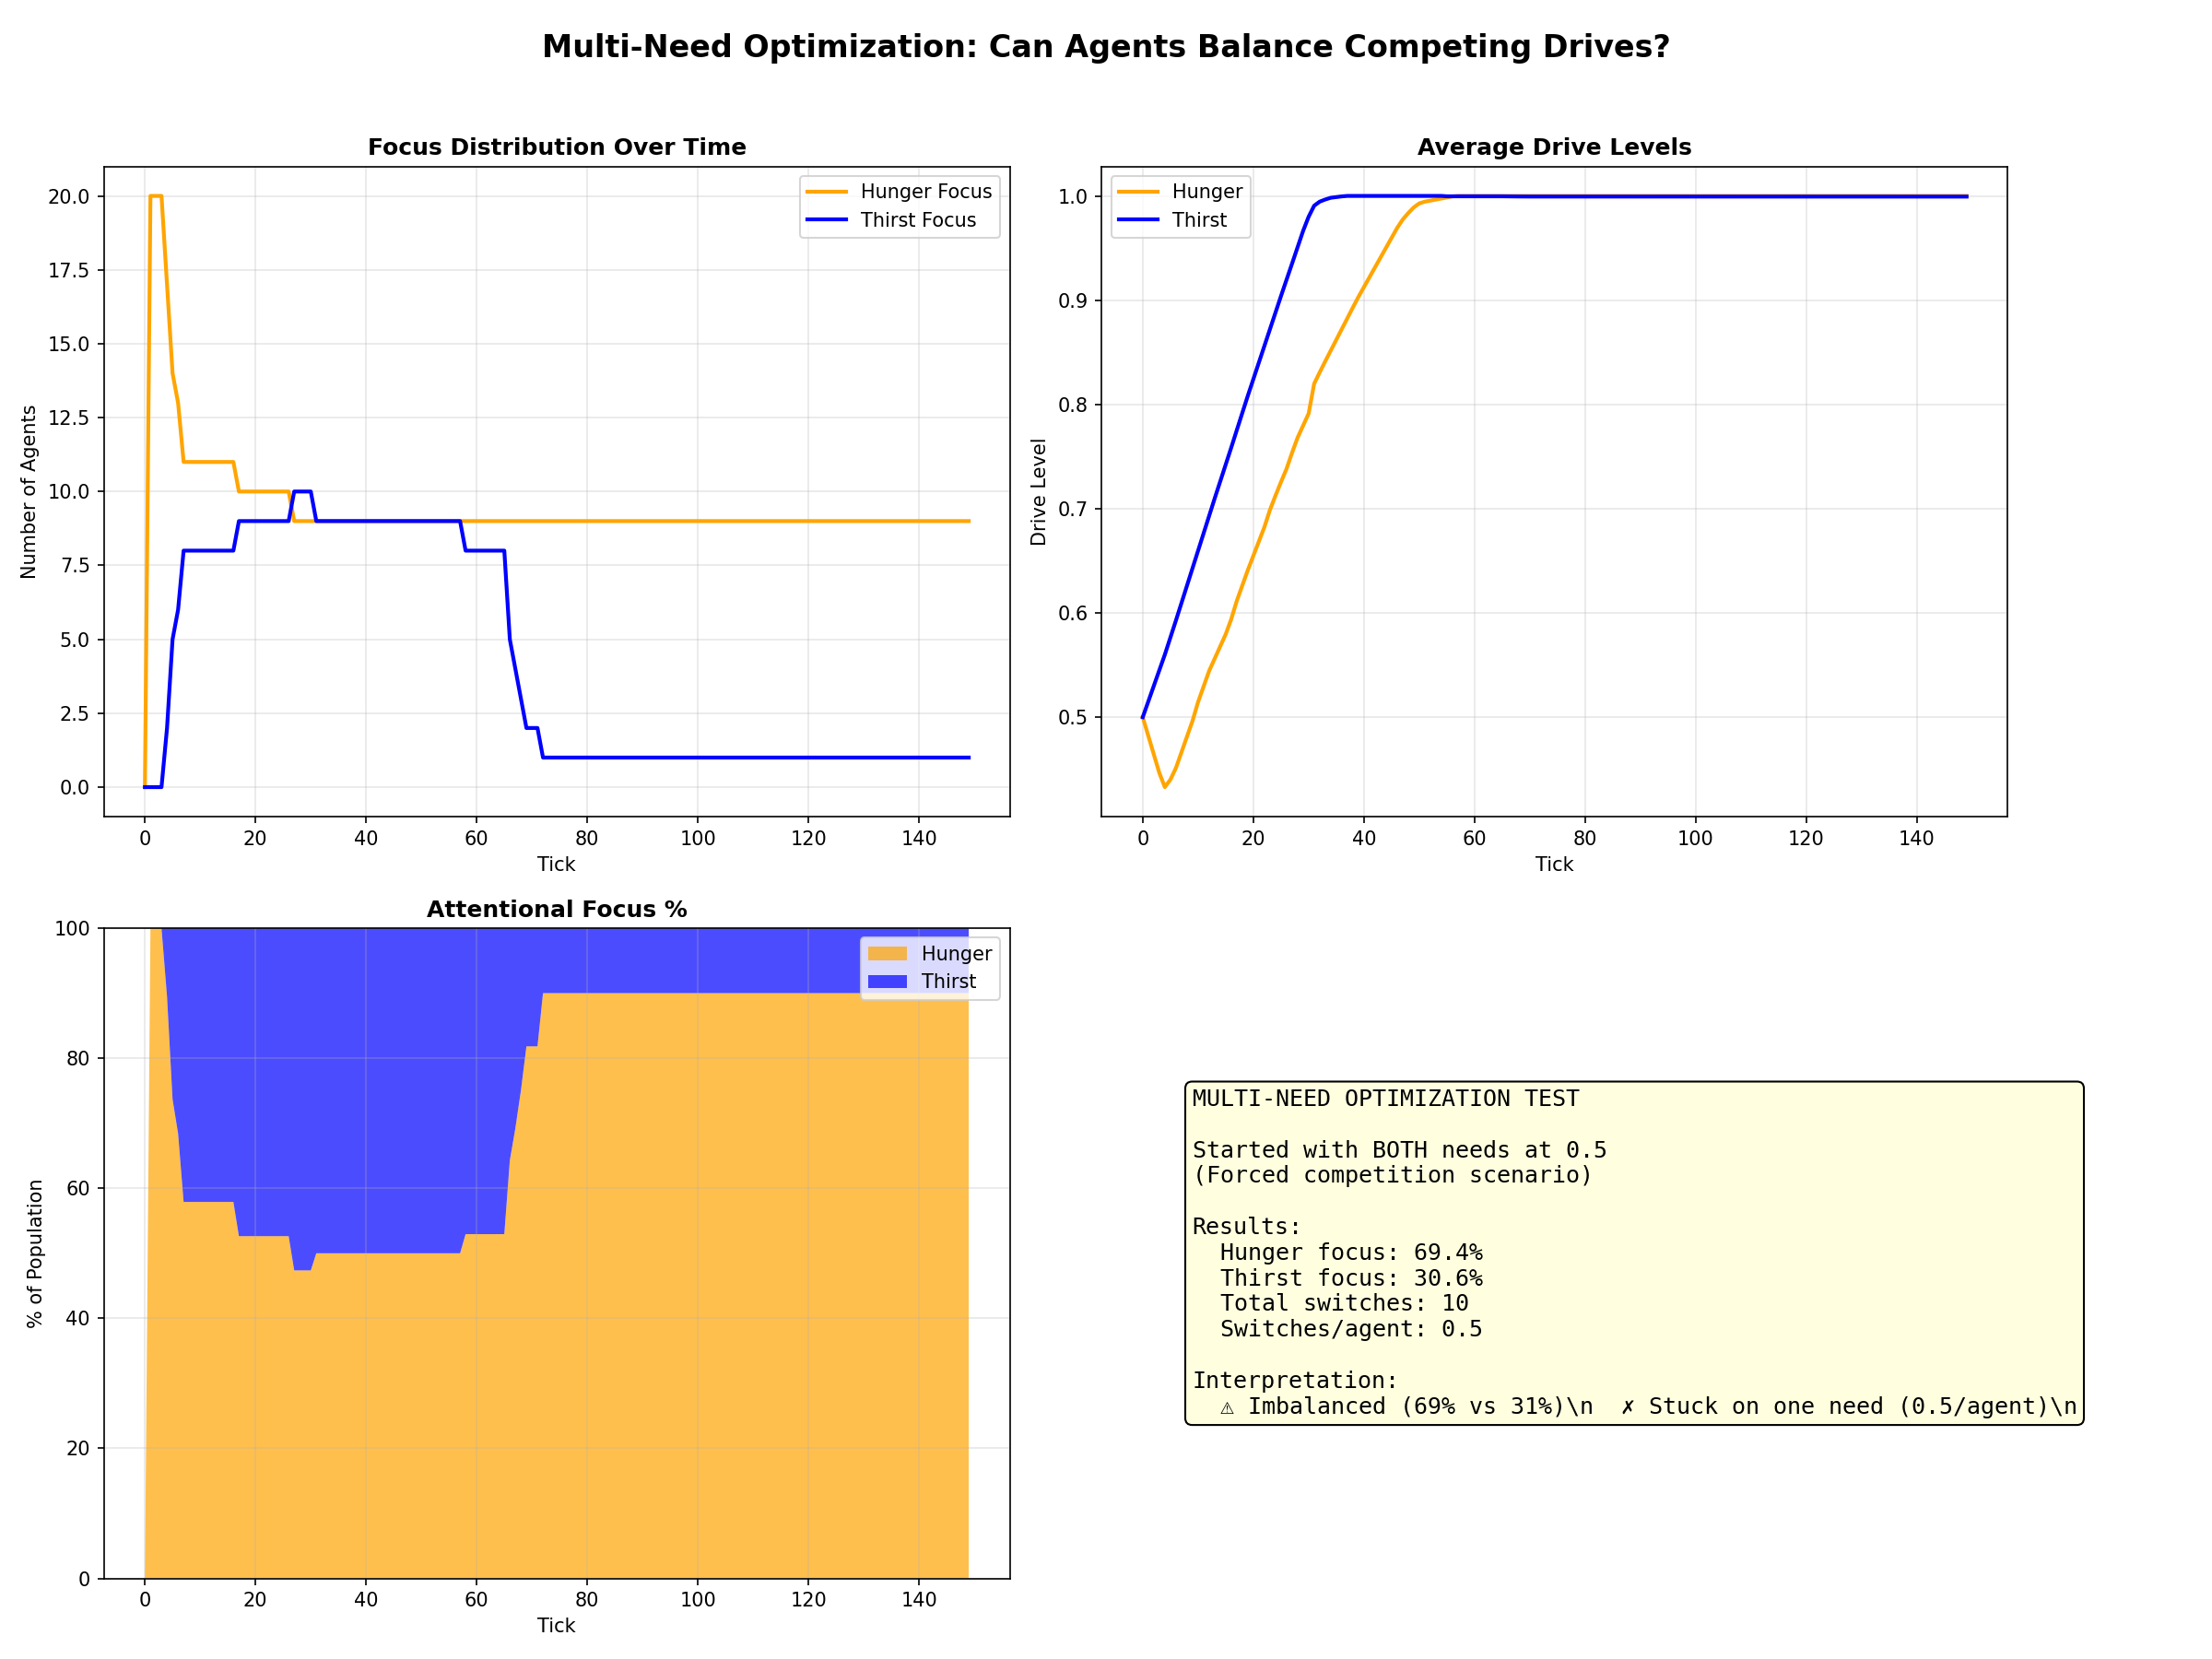 Multi-Need Optimization: Can Agents Balance Competing Drives?
Focus Distribution Over Time
Number of Agents
20.0
17.5
15.0
12.5
10.0
7.5
5.0
2.5
0.0
Hunger Focus
Thirst Focus
0 20 40 60 80 100 120 140
Tick
Average Drive Levels
Drive Level
1.0
0.9
0.8
0.7
0.6
0.5
Hunger
Thirst
0 20 40 60 80 100 120 140
Tick
Attentional Focus %
% of Population
100
80
60
40
20
0
Hunger
Thirst
0 20 40 60 80 100 120 140
Tick
MULTI-NEED OPTIMIZATION TEST
Started with BOTH needs at 0.5
(Forced competition scenario)
Results:
Hunger focus: 69.4%
Thirst focus: 30.6%
Total switches: 10
Switches/agent: 0.5
Interpretation:
⚠ Imbalanced (69% vs 31%)\n  ✗ Stuck on one need (0.5/agent)\n